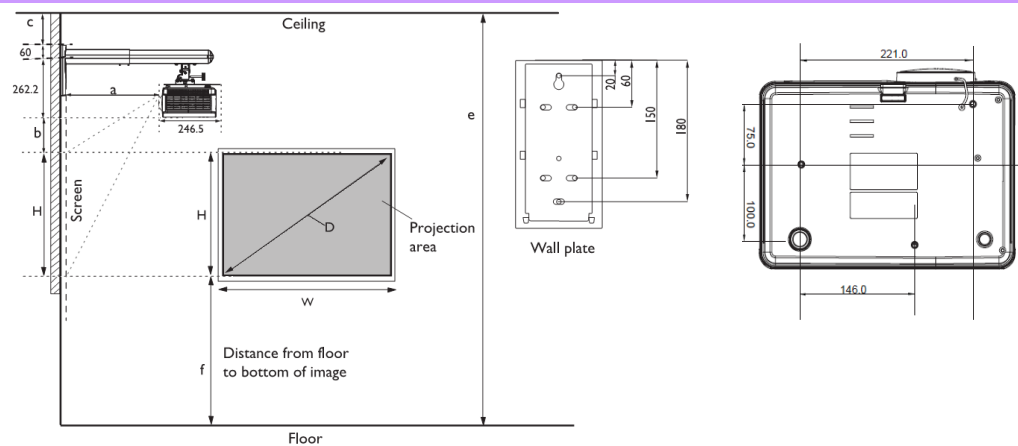 c
Ceiling
60
262.2
a
246.5
b
e
H
Screen
H
D
Projection
area
W
f
Distance from floor
to bottom of image
Floor
20
60
150
180
Wall plate
221.0
75.0
100.0
146.0